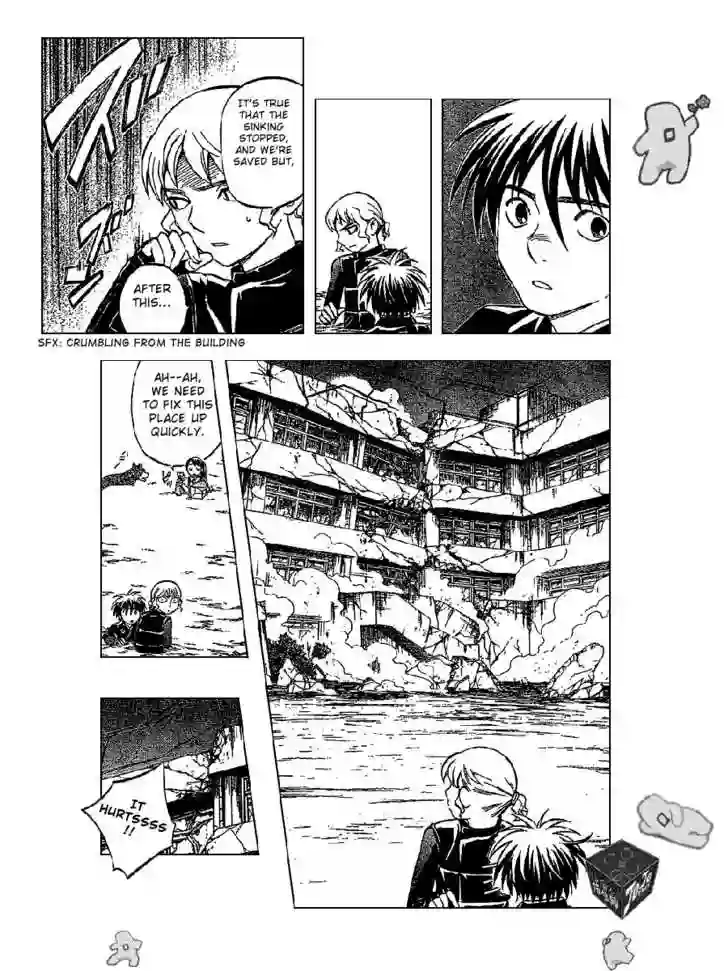 IT'S TRUE
THAT THE
SINKING
STOPPED,
AND WE'RE
SAVED BUT,
AFTER
THIS...
SFX: CRUMBLING FROM THE BUILDING
AH--AH,
WE NEED
TO FIX THIS
PLACE UP
QUICKLY.
IT
HURTSSSS
!!